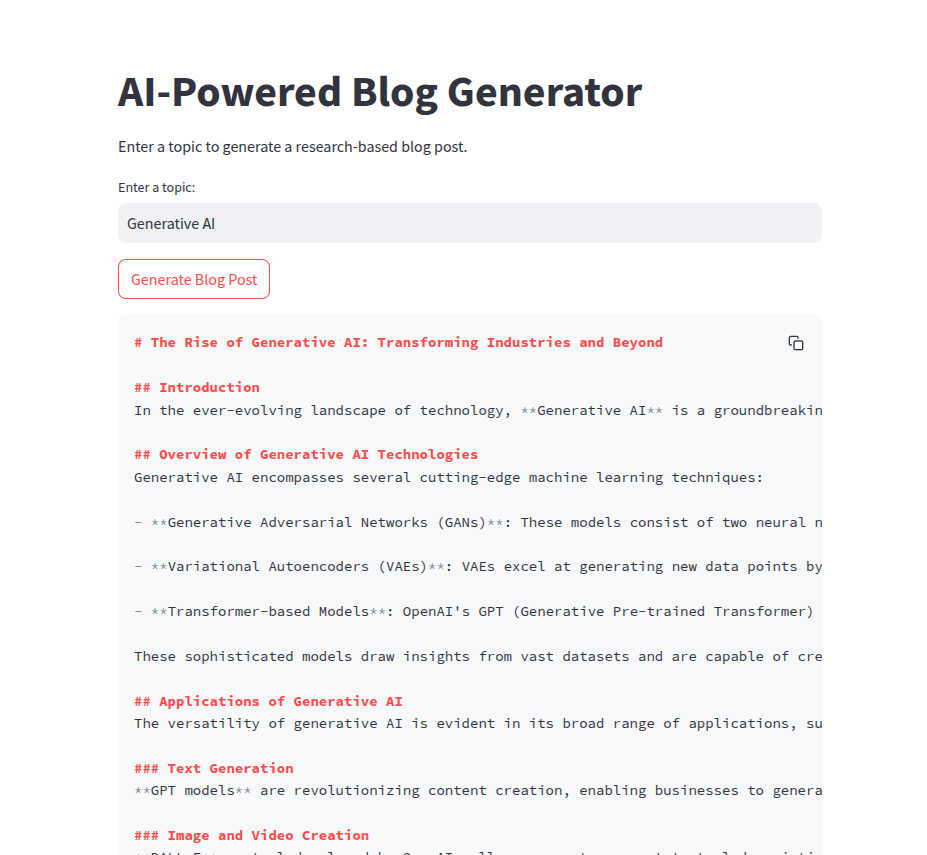 AI-Powered Blog Generator
Enter a topic to generate a research-based blog post.
Enter a topic:
Generative AI
Generate Blog Post
# The Rise of Generative AI: Transforming Industries and Beyond
## Introduction
In the ever-evolving landscape of technology, **Generative AI** is a groundbreakin
## Overview of Generative AI Technologies
Generative AI encompasses several cutting-edge machine learning techniques:
- **Generative Adversarial Networks (GANs)**: These models consist of two neural n
- **Variational Autoencoders (VAEs)**: VAEs excel at generating new data points by
- **Transformer-based Models**: OpenAI's GPT (Generative Pre-trained Transformer)
These sophisticated models draw insights from vast datasets and are capable of cre
## Applications of Generative AI
The versatility of generative AI is evident in its broad range of applications, su
### Text Generation
**GPT models** are revolutionizing content creation, enabling businesses to genera
### Image and Video Creation